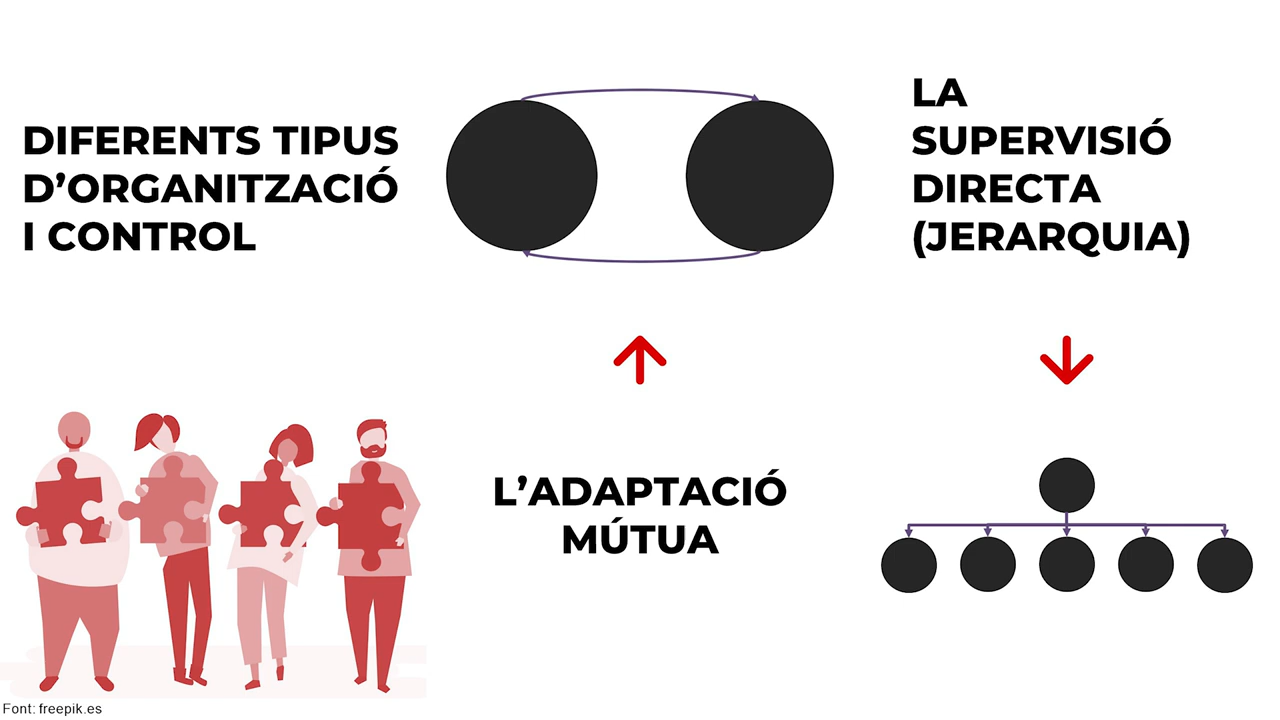 DIFERENTS TIPUS
D’ORGANITZACIÓ
I CONTROL
LA
SUPERVISIÓ
DIRECTA
(JERARQUIA)
L’ADAPTACIÓ
MÚTUA
Font: freepik.es